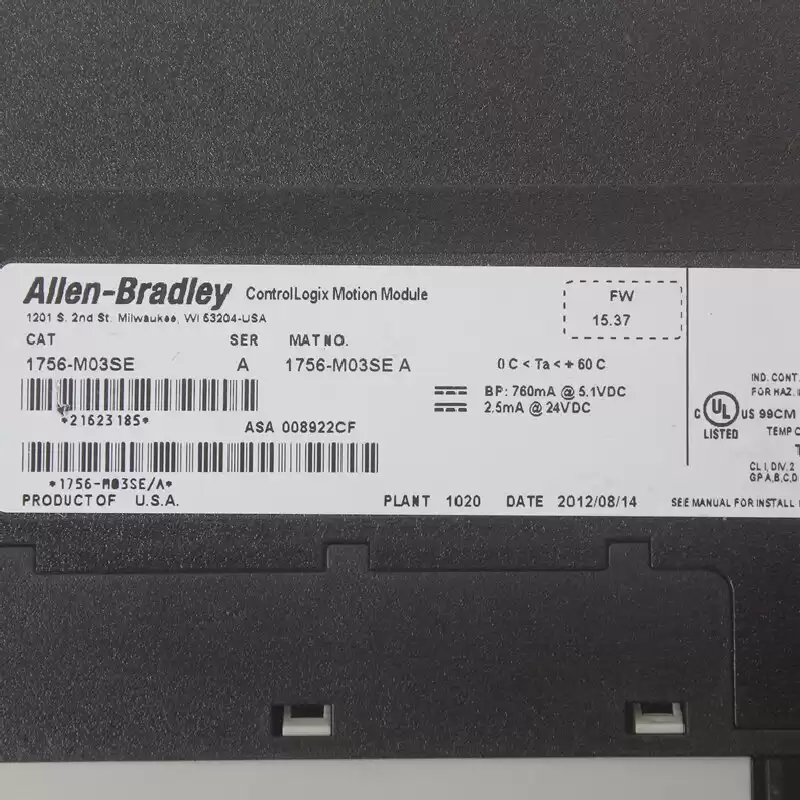 Allen-Bradley ControlLogix Motion Module
1201 S. 2nd St. Milwaukee, WI 53204-USA
FW
15.37
CAT SER MAT NO.
1756-M03SE A 1756-M03SE A
0 C < Ta < + 60 C
BP: 760mA @ 5.1VDC
2.5mA @ 24VDC
*21623185*
ASA 008922CF
*1756-M03SE/A*
PRODUCT OF U.S.A.
PLANT 1020 DATE 2012/08/14
IND. CONT.
FOR HAZ.
C UL US 99CM
LISTED
TEMP C
CL I, DIV. 2
GP A, B, C, D
SEE MANUAL FOR INSTALL